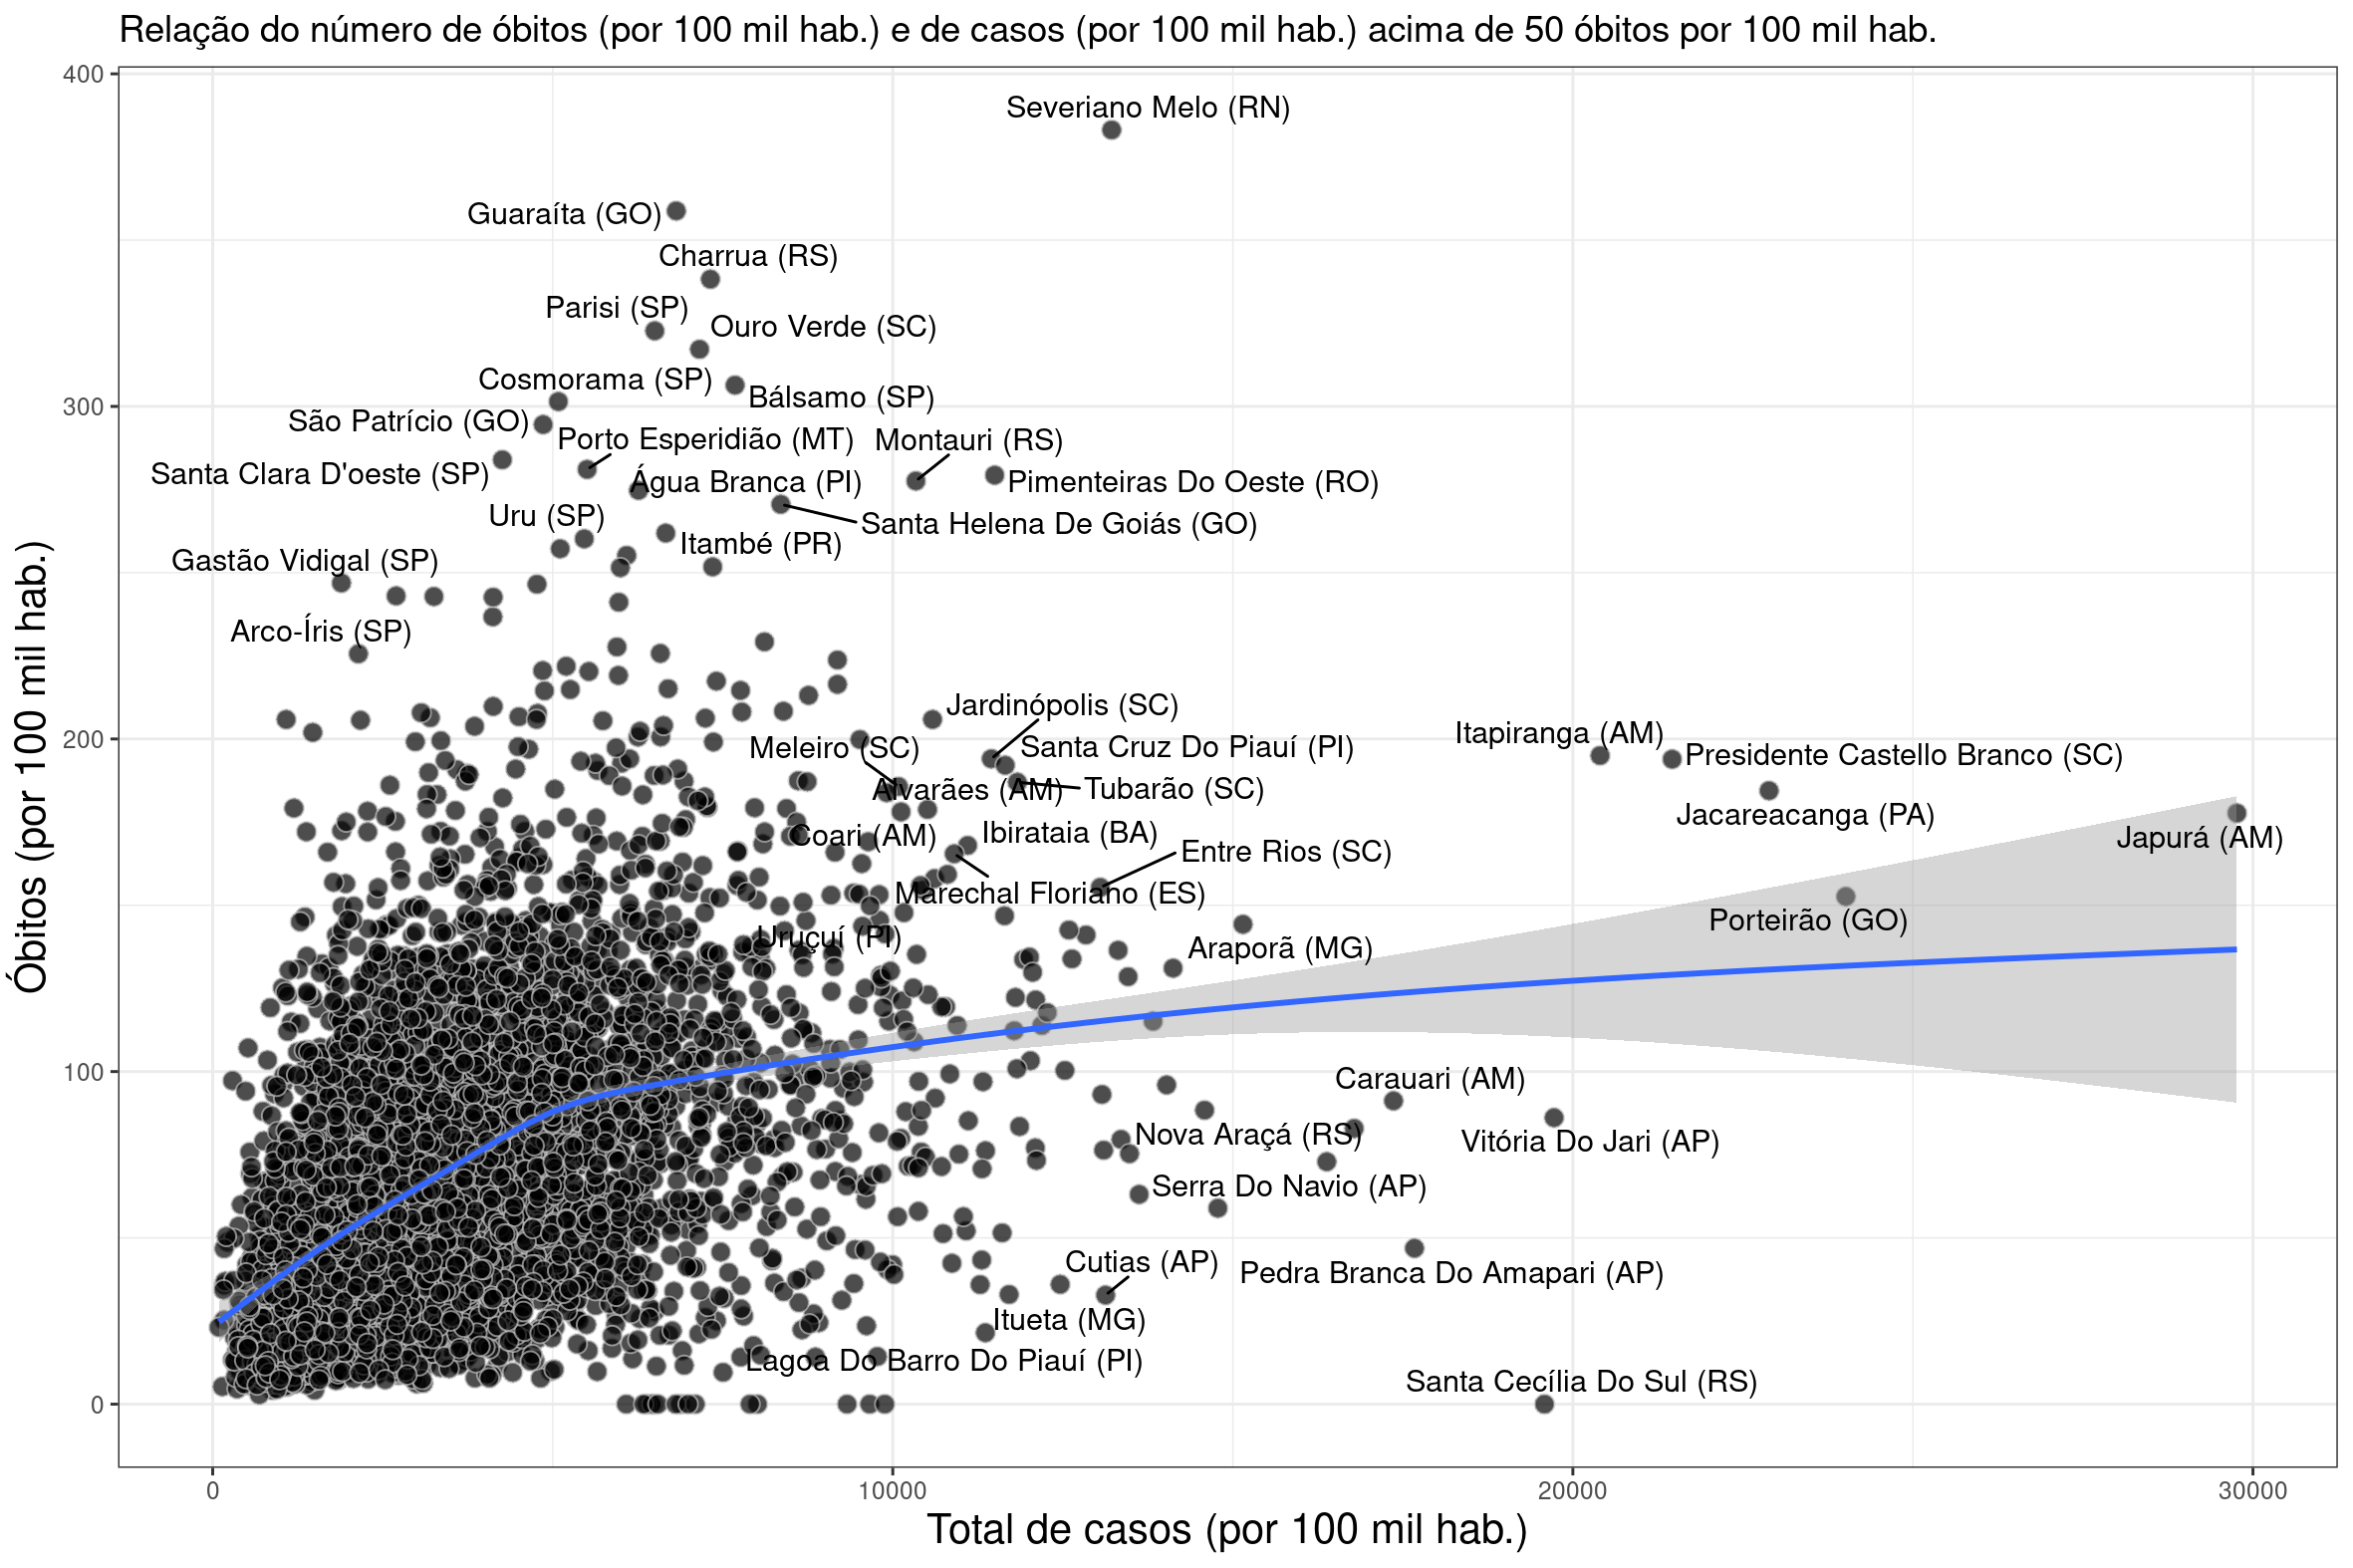 Relação do número de óbitos (por 100 mil hab.) e de casos (por 100 mil hab.) acima de 50 óbitos por 100 mil hab.
400
Severiano Melo (RN)
Guaraíta (GO)
Charrua (RS)
Parisi (SP)
Ouro Verde (SC)
Cosmorama (SP)
Bálsamo (SP)
300
São Patrício (GO)
Porto Esperidião (MT)
Montauri (RS)
Santa Clara D'oeste (SP)
Água Branca (PI)
Pimenteiras Do Oeste (RO)
Uru (SP)
Santa Helena De Goiás (GO)
Itambé (PR)
Gastão Vidigal (SP)
Arco-Íris (SP)
Jardinópolis (SC)
Itapiranga (AM)
200
Meleiro (SC)
Santa Cruz Do Piauí (PI)
Presidente Castello Branco (SC)
Alvarães (AM)
Tubarão (SC)
Jacareacanga (PA)
Coari (AM)
Ibirataia (BA)
Japurá (AM)
Entre Rios (SC)
Marechal Floriano (ES)
Porteirão (GO)
Uruçuí (PI)
Araporã (MG)
100
Carauari (AM)
Nova Araçá (RS)
Vitória Do Jari (AP)
Serra Do Navio (AP)
Cutias (AP)
Pedra Branca Do Amapari (AP)
Itueta (MG)
Lagoa Do Barro Do Piauí (PI)
Santa Cecília Do Sul (RS)
0
Óbitos (por 100 mil hab.)
0 10000 20000 30000
Total de casos (por 100 mil hab.)